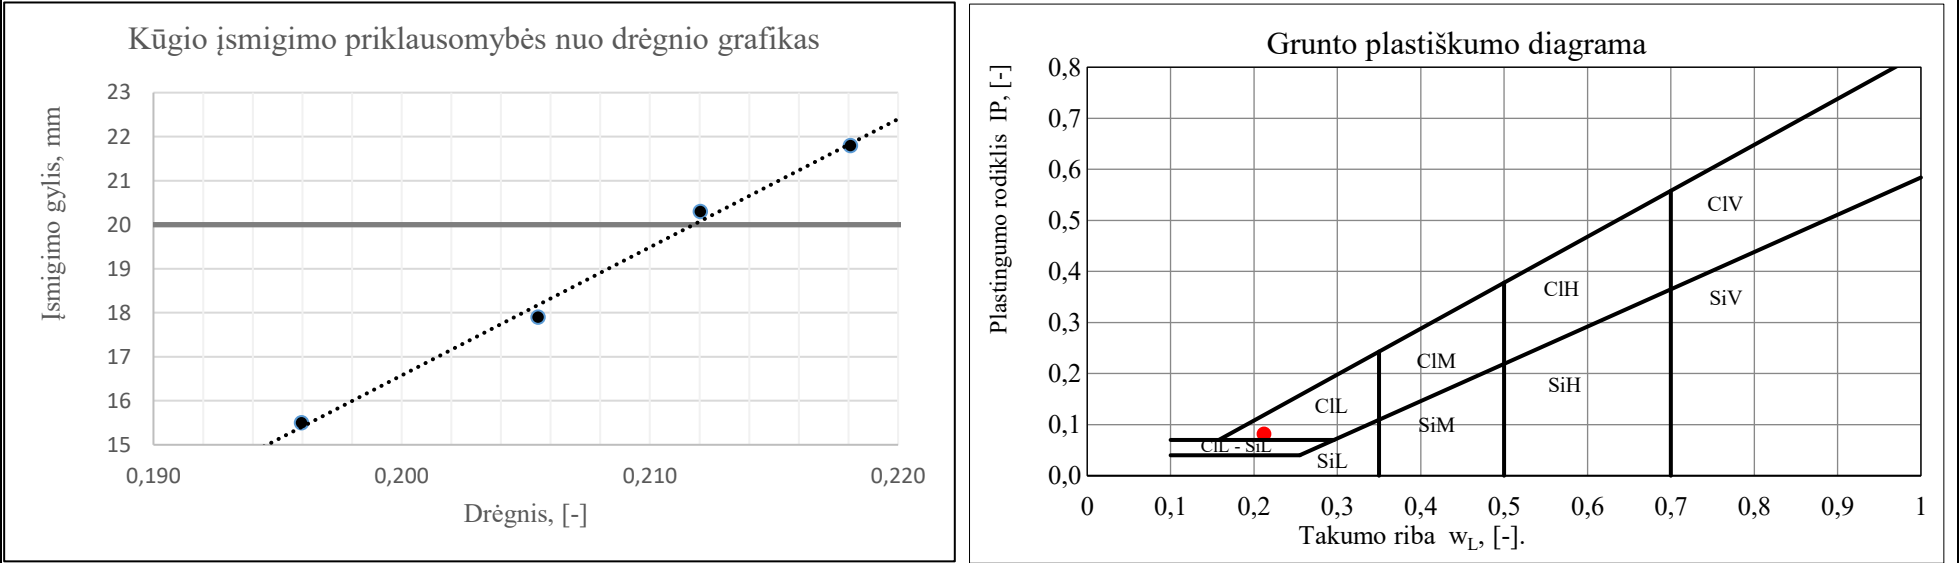 Kūgio įsmigimo priklausomybės nuo drėgnio grafikas
Įsmigimo gylis, mm
23
22
21
20
19
18
17
16
15
0,190
0,200
0,210
0,220
Drėgnis, [-]
Grunto plastiškumo diagrama
Plastingumo rodiklis IP, [-]
0,8
0,7
0,6
0,5
0,4
0,3
0,2
0,1
0,0
ClV
ClH
SiV
ClM
SiH
ClL
SiM
ClL - SiL
SiL
0
0,1
0,2
0,3
0,4
0,5
0,6
0,7
0,8
0,9
1
Takumo riba wL, [-].